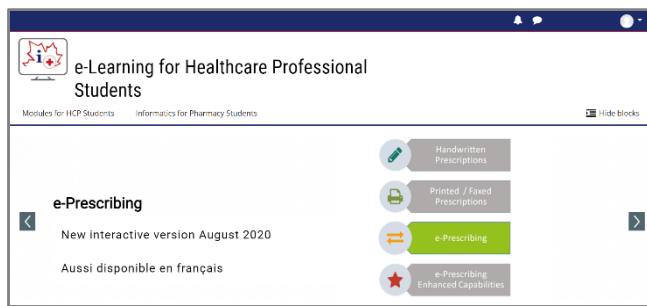 i
e-Learning for Healthcare Professional
Students
Modules for HCP Students
Informatics for Pharmacy Students
Hide blocks
e-Prescribing
New interactive version August 2020
Aussi disponible en français
Handwritten
Prescriptions
Printed / Faxed
Prescriptions
e-Prescribing
e-Prescribing
Enhanced Capabilities